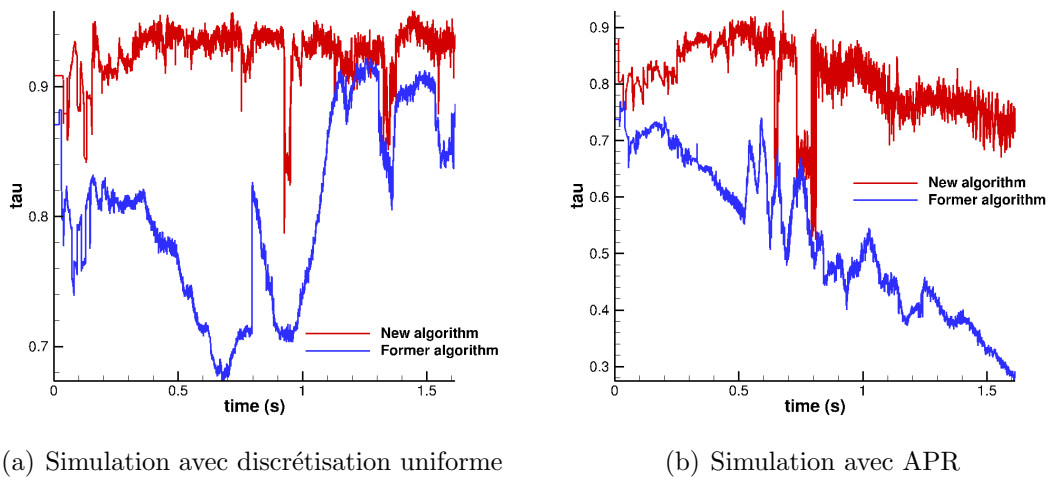 0.9
0.8
0.7
tau
0
0.5
1
1.5
time (s)
New algorithm
Former algorithm
(a) Simulation avec discrétisation uniforme
0.9
0.8
0.7
0.6
0.5
0.4
0.3
tau
0
0.5
1
1.5
time (s)
New algorithm
Former algorithm
(b) Simulation avec APR